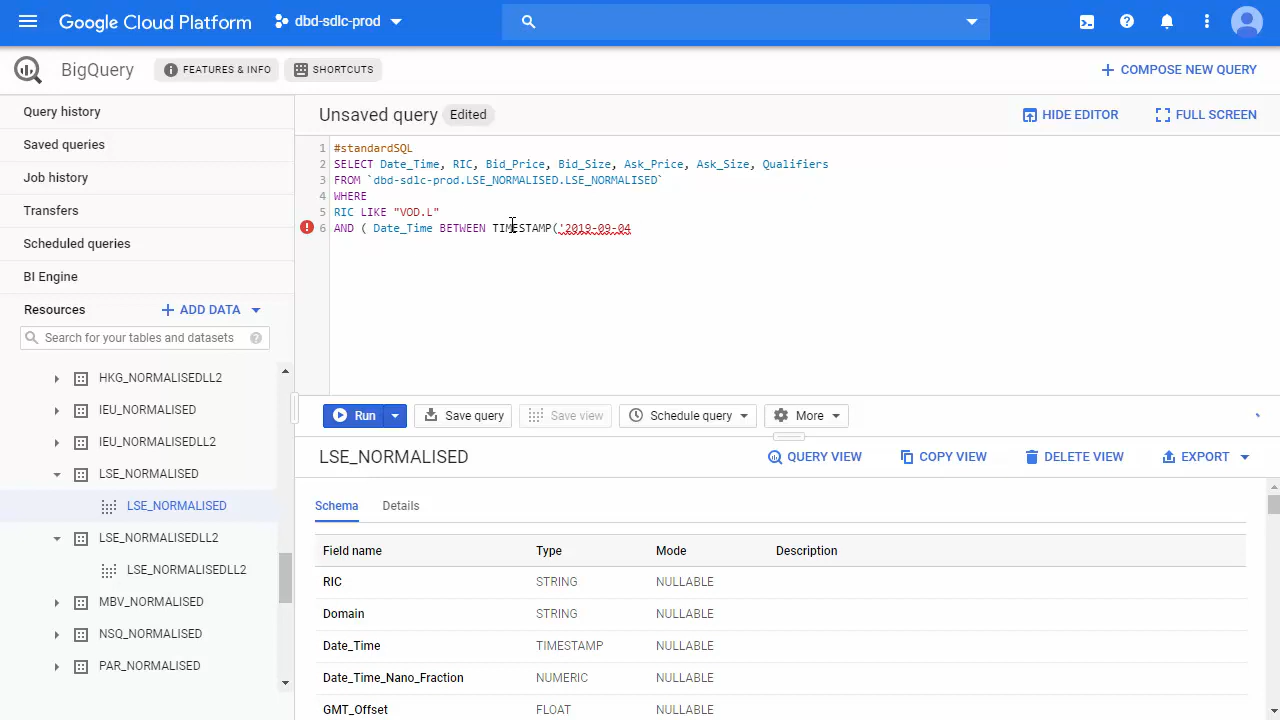 Google Cloud Platform
dbd-sdlc-prod
BigQuery
FEATURES & INFO
SHORTCUTS
COMPOSE NEW QUERY
Query history
Saved queries
Job history
Transfers
Scheduled queries
BI Engine
Resources
ADD DATA
Search for your tables and datasets
HKG_NORMALISEDLL2
IEU_NORMALISED
IEU_NORMALISEDLL2
LSE_NORMALISED
LSE_NORMALISED
LSE_NORMALISEDLL2
LSE_NORMALISEDLL2
MBV_NORMALISED
NSQ_NORMALISED
PAR_NORMALISED
Unsaved query Edited
HIDE EDITOR
FULL SCREEN
1 #standardSQL
2 SELECT Date_Time, RIC, Bid_Price, Bid_Size, Ask_Price, Ask_Size, Qualifiers
3 FROM `dbd-sdlc-prod.LSE_NORMALISED.LSE_NORMALISED`
4 WHERE
5 RIC LIKE "VOD.L"
6 AND ( Date_Time BETWEEN TIMESTAMP('2019-09-04
Run
Save query
Save view
Schedule query
More
LSE_NORMALISED
QUERY VIEW
COPY VIEW
DELETE VIEW
EXPORT
Schema Details
Field name Type Mode Description
RIC STRING NULLABLE
Domain STRING NULLABLE
Date_Time TIMESTAMP NULLABLE
Date_Time_Nano_Fraction NUMERIC NULLABLE
GMT_Offset FLOAT NULLABLE